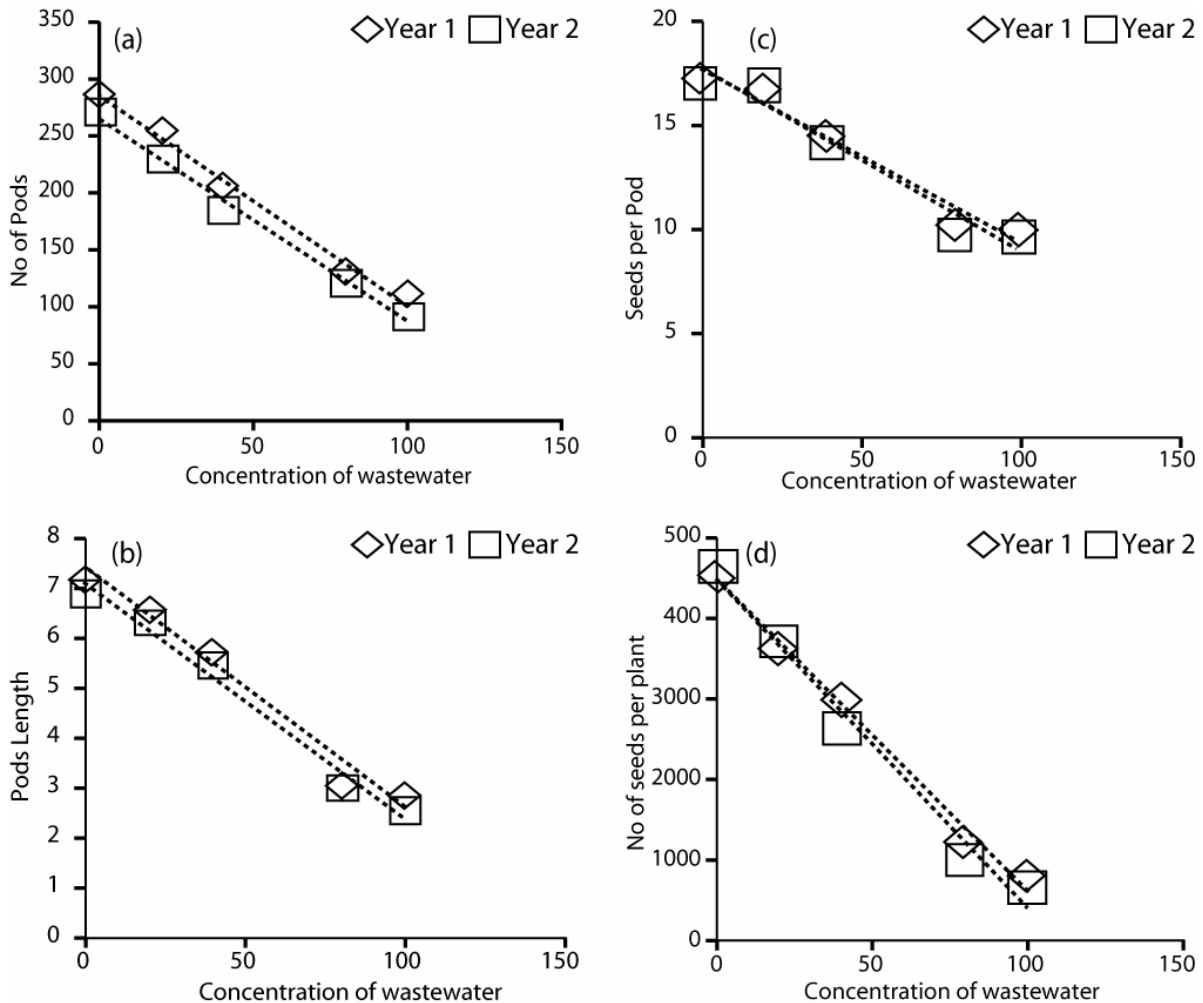 (a)
Year 1 Year 2
350
300
250
200
150
100
50
0
No of Pods
0 50 100 150
Concentration of wastewater
(c)
Year 1 Year 2
20
15
10
5
0
Seeds per Pod
0 50 100 150
Concentration of wastewater
(b)
Year 1 Year 2
8
7
6
5
4
3
2
1
0
Pods Length
0 50 100 150
Concentration of wastewater
(d)
Year 1 Year 2
500
400
3000
2000
1000
0
No of seeds per plant
0 50 100 150
Concentration of wastewater